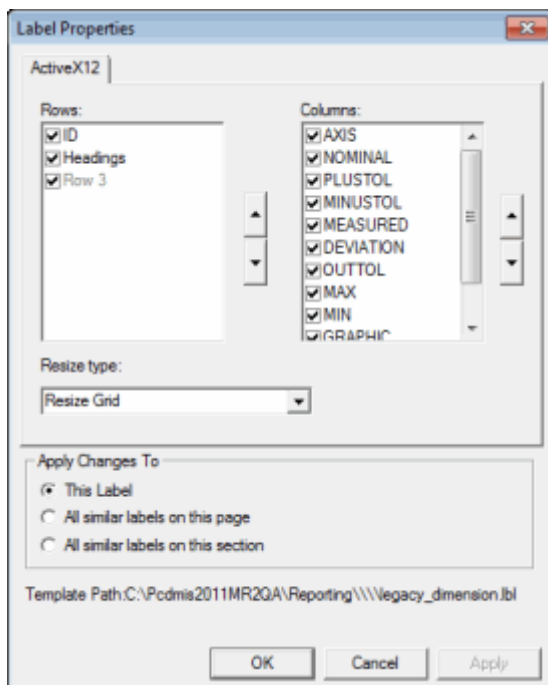 Label Properties
ActiveX12
Rows:
ID
Headings
Row 3
Columns:
AXIS
NOMINAL
PLUSTOL
MINUSTOL
MEASURED
DEVIATION
OUTTOL
MAX
MIN
GRAPHIC
Resize type:
Resize Grid
Apply Changes To
This Label
All similar labels on this page
All similar labels on this section
Template Path:C:\Pcdmis2011MR2QA\Reporting\\\\legacy_dimension.lbl
OK
Cancel
Apply